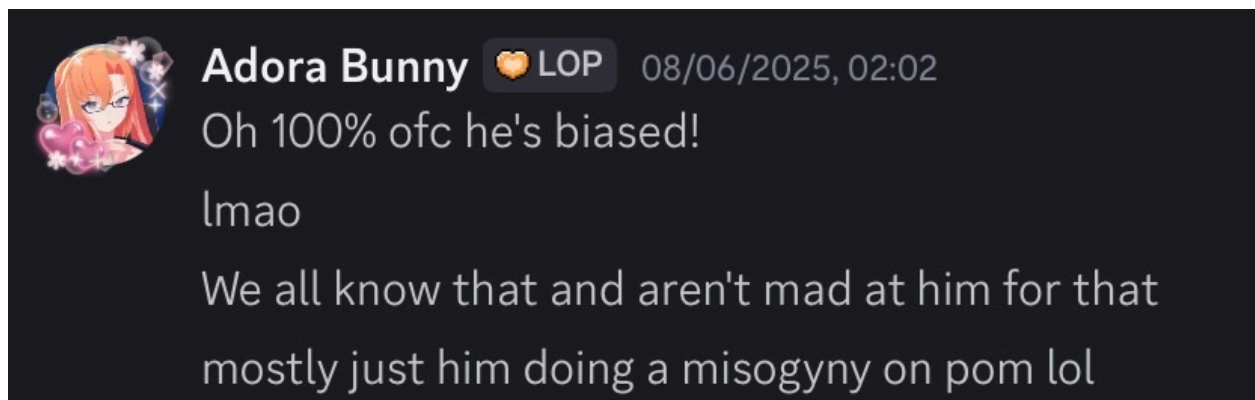 Adora Bunny LOP 08/06/2025, 02:02
Oh 100% ofc he's biased!
lmao
We all know that and aren't mad at him for that
mostly just him doing a misogyny on pom lol